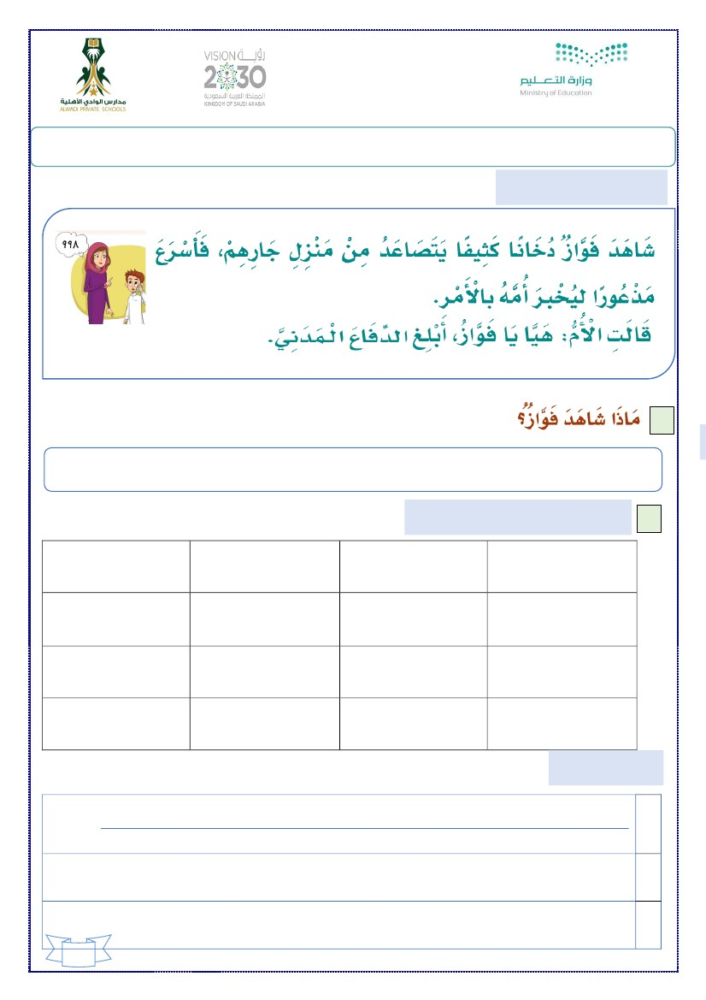 وزارة التعليم
Ministry of Education
VISION رؤية
2030
المملكة العربية السعودية
KINGDOM OF SAUDI ARABIA
مدارس الوادي الأهلية
ALWADI PRIVATE SCHOOLS
شَاهَدَ فَوَّازٌ دُخَانًا كَثِيفًا يَتَصَاعَدُ مِنْ مَنْزِلِ جَارِهِمْ، فَأَسْرَعَ
مَذْعُورًا لِيُخْبِرَ أُمَّهُ بِالْأَمْرِ.
قَالَتِ الْأُمُّ: هَيَّا يَا فَوَّازُ، أَبْلِغِ الدِّفَاعَ الْمَدَنِيَّ.
٩٩٨
مَاذَا شَاهَدَ فَوَّازٌ؟